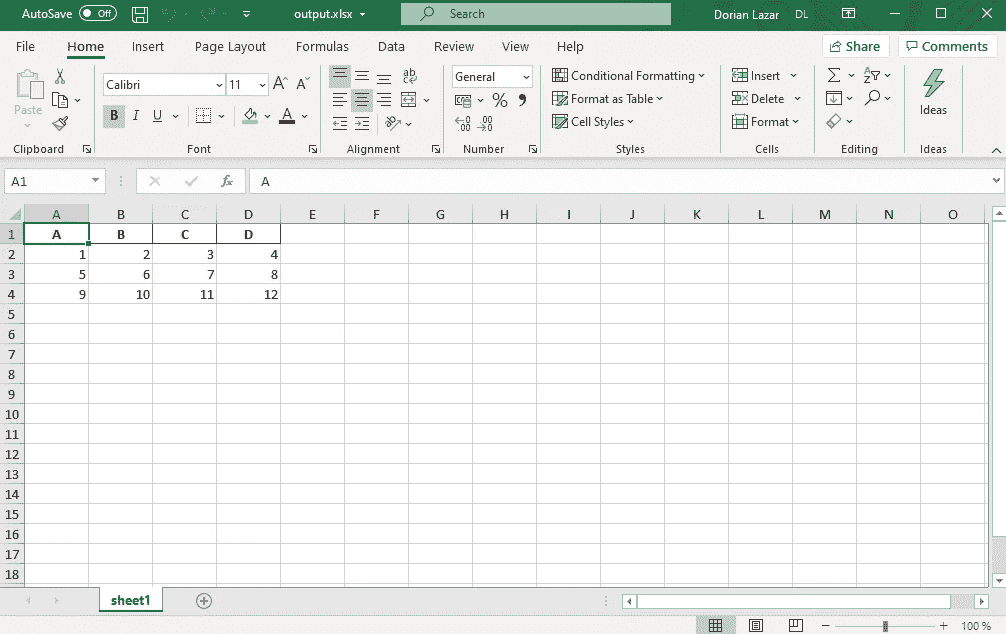 AutoSave Off output.xlsx Search Dorian Lazar DL
File Home Insert Page Layout Formulas Data Review View Help Share Comments
Calibri 11 A A ab General Conditional Formatting Insert Σ
Paste Format as Table Delete Ideas
B I U A Cell Styles Format
Clipboard Font Alignment Number Styles Cells Editing Ideas
A1 fx A
A B C D E F G H I J K L M N O
1 A B C D
2 1 2 3 4
3 5 6 7 8
4 9 10 11 12
5
6
7
8
9
10
11
12
13
14
15
16
17
18
sheet1
100 %